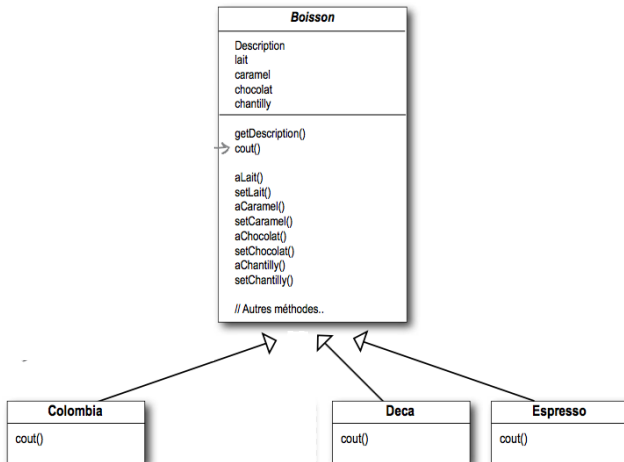 Boisson
Description
lait
caramel
chocolat
chantilly
getDescription()
cout()
aLait()
setLait()
aCaramel()
setCaramel()
aChocolat()
setChocolat()
aChantilly()
setChantilly()
// Autres méthodes..
Colombia
cout()
Deca
cout()
Espresso
cout()